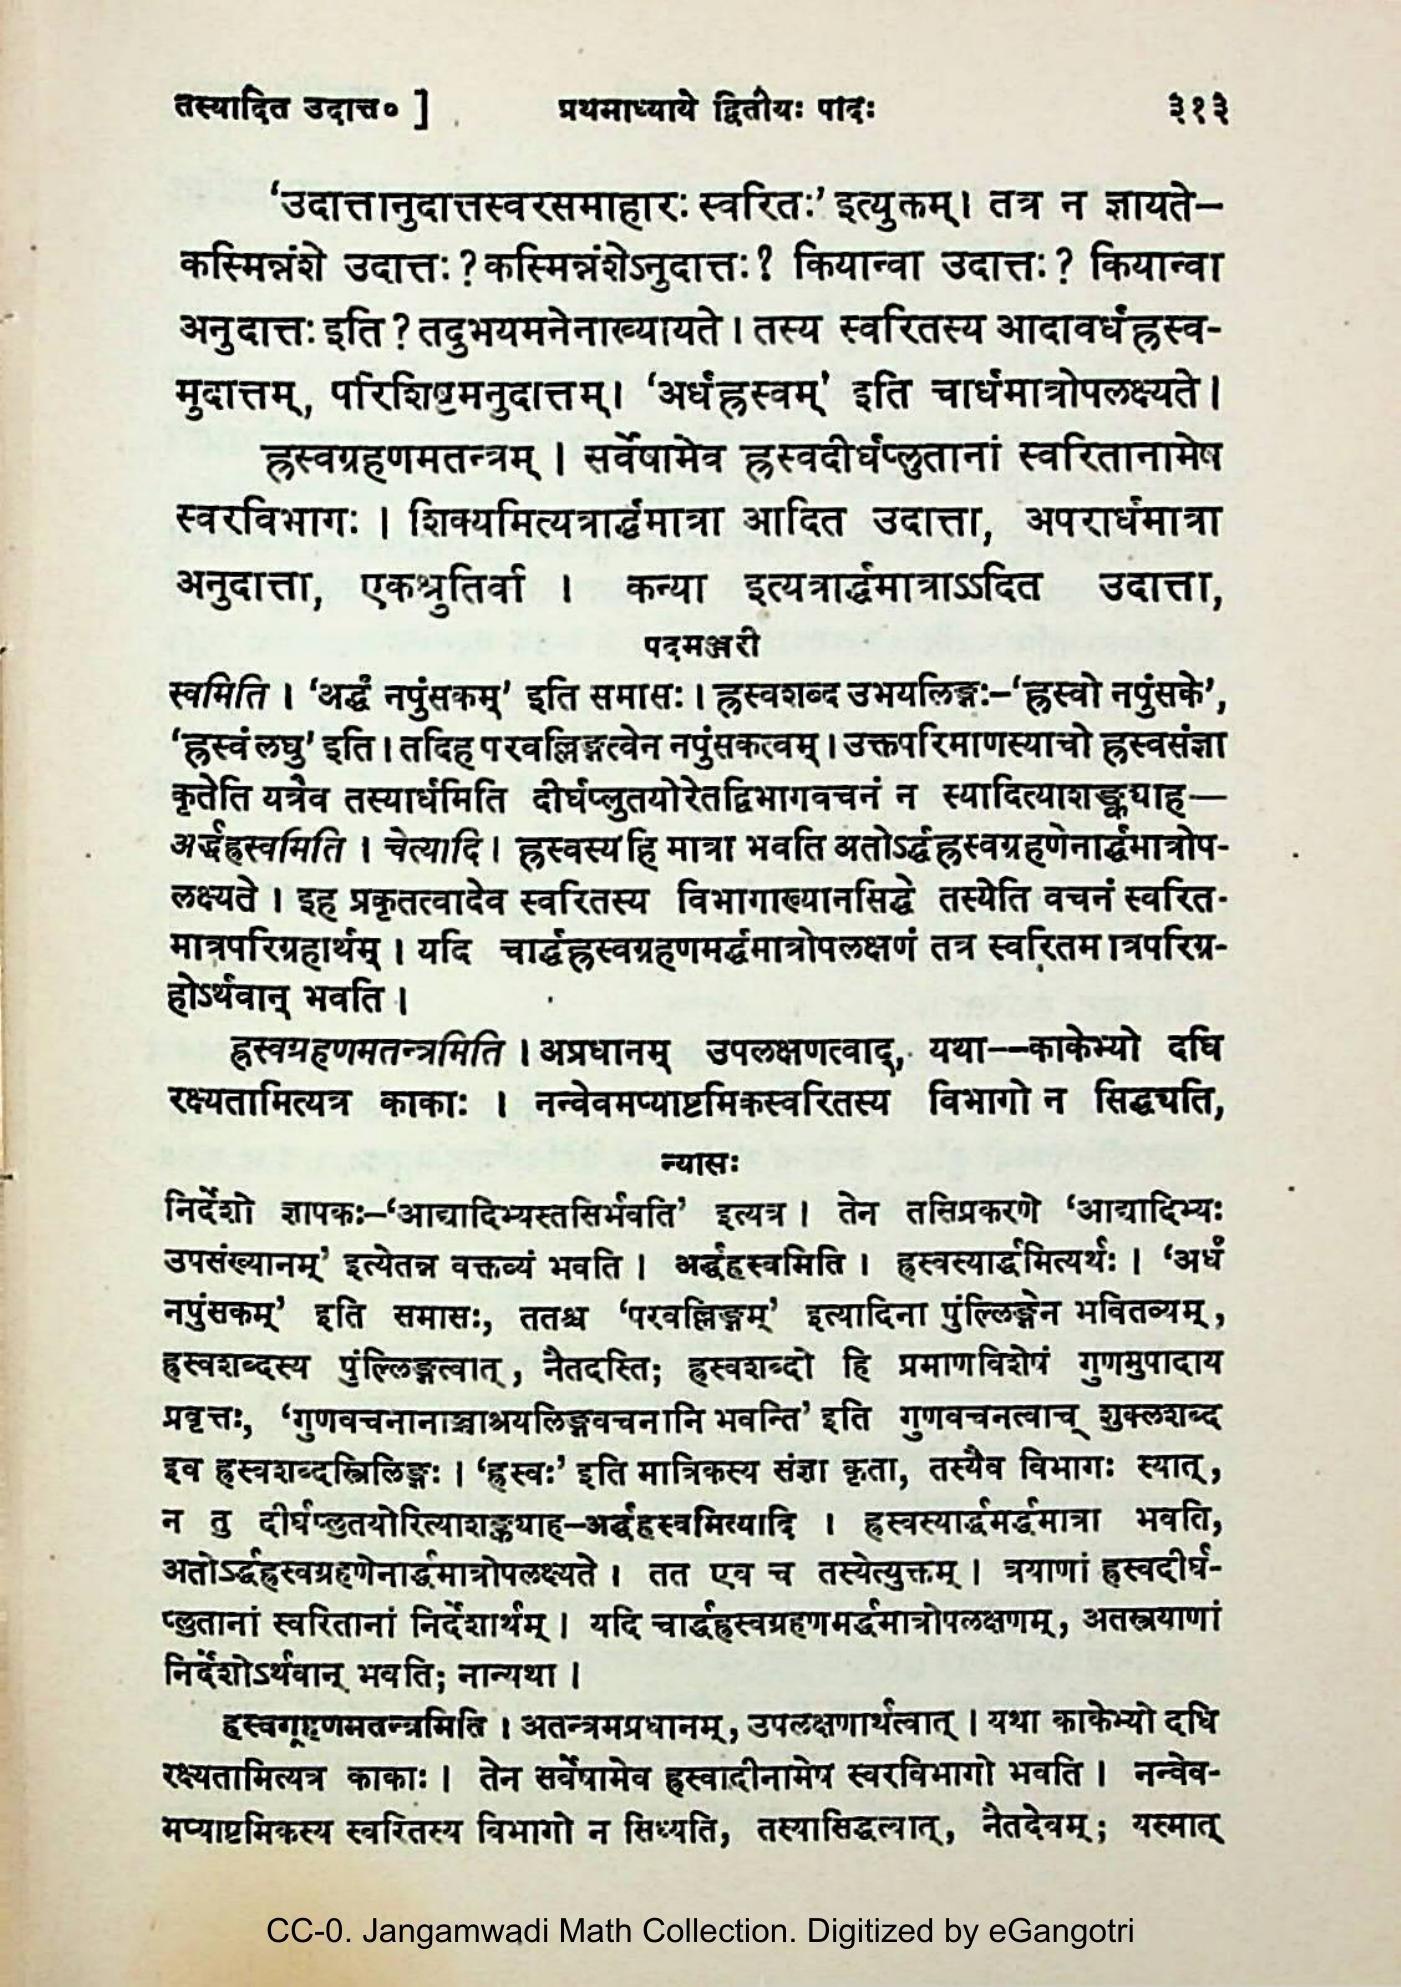 तस्यादित उदात्त० ] प्रथमाध्याये द्वितीयः पादः ३१३
‘उदात्तानुदात्तस्वरसमाहारः स्वरितः’ इत्युक्तम्। तत्र न ज्ञायते–
कस्मिन्नंशे उदात्तः? कस्मिन्नंशेऽनुदात्तः? कियान्वा उदात्तः? कियान्वा
अनुदात्तः इति? तदुभयमनेनाख्यायते। तस्य स्वरितस्य आदावर्धह्रस्व-
मुदात्तम्, परिशिष्टमनुदात्तम्। ‘अर्धह्रस्वम्’ इति चार्धमात्रोपलक्ष्यते।
ह्रस्वग्रहणमतन्त्रम् । सर्वेषामेव ह्रस्वदीर्घप्लुतानां स्वरितानामेष
स्वरविभागः । शिक्यमित्यत्रार्द्धमात्रा आदित उदात्ता, अपरार्धमात्रा
अनुदात्ता, एकश्रुतिर्वा । कन्या इत्यत्रार्द्धमात्राऽऽदित उदात्ता,
पदमञ्जरी
स्वमिति । ‘अर्द्धं नपुंसकम्’ इति समासः । ह्रस्वशब्द उभयलिङ्गः–‘ह्रस्वो नपुंसके’,
‘ह्रस्वं लघु’ इति । तदिह परवल्लिङ्गत्वेन नपुंसकत्वम् । उक्तपरिमाणस्याचो ह्रस्वसंज्ञा
कृतेति यत्रैव तस्यार्धमिति दीर्घप्लुतयोरेतद्विभागवचनं न स्यादित्याशङ्क्याह—
अर्द्धह्रस्वमिति । चेत्यादि । ह्रस्वस्य हि मात्रा भवति अतोऽर्द्धह्रस्वग्रहणेनार्द्धमात्रोप-
लक्ष्यते । इह प्रकृतत्वादेव स्वरितस्य विभागाख्यानसिद्धे तस्येति वचनं स्वरित-
मात्रपरिग्रहार्थम् । यदि चार्द्धह्रस्वग्रहणमर्द्धमात्रोपलक्षणं तत्र स्वरितमात्रपरिग्र-
होऽर्थवान् भवति ।
ह्रस्वग्रहणमतन्त्रमिति । अप्रधानम् उपलक्षणत्वाद्, यथा––काकेभ्यो दधि
रक्ष्यतामित्यत्र काकाः । नन्वेवमप्याष्टमिकस्वरितस्य विभागो न सिद्ध्यति,
न्यासः
निर्देशो ज्ञापकः–‘आद्यादिभ्यस्तसिर्भवति’ इत्यत्र । तेन तसिप्रकरणे ‘आद्यादिभ्यः
उपसंख्यानम्’ इत्येतन्न वक्तव्यं भवति । अर्द्धह्रस्वमिति । ह्रस्वस्यार्द्धमित्यर्थः । ‘अर्धं
नपुंसकम्’ इति समासः, ततश्च ‘परवल्लिङ्गम्’ इत्यादिना पुंल्लिङ्गेन भवितव्यम्,
ह्रस्वशब्दस्य पुंल्लिङ्गत्वात्, नैतदस्ति; ह्रस्वशब्दो हि प्रमाणविशेषं गुणमुपादाय
प्रवृत्तः, ‘गुणवचनानाञ्चाश्रयलिङ्गवचनानि भवन्ति’ इति गुणवचनत्वाच् शुक्लशब्द
इव ह्रस्वशब्दस्त्रिलिङ्गः । ‘ह्रस्वः’ इति मात्रिकस्य संज्ञा कृता, तस्यैव विभागः स्यात्,
न तु दीर्घप्लुतयोरित्याशङ्क्याह–अर्द्धह्रस्वमित्यादि । ह्रस्वस्यार्द्धमर्द्धमात्रा भवति,
अतोऽर्द्धह्रस्वग्रहणेनार्द्धमात्रोपलक्ष्यते । तत एव च तस्येत्युक्तम् । त्रयाणां ह्रस्वदीर्घ-
प्लुतानां स्वरितानां निर्देशार्थम् । यदि चार्द्धह्रस्वग्रहणमर्द्धमात्रोपलक्षणम्, अतस्त्रयाणां
निर्देशोऽर्थवान् भवति; नान्यथा ।
ह्रस्वग्रहणमतन्त्रमिति । अतन्त्रमप्रधानम्, उपलक्षणार्थत्वात् । यथा काकेभ्यो दधि
रक्ष्यतामित्यत्र काकाः । तेन सर्वेषामेव ह्रस्वादीनामेष स्वरविभागो भवति । नन्वेव-
मप्याष्टमिकस्य स्वरितस्य विभागो न सिध्यति, तस्यासिद्धत्वात्, नैतदेवम्; यस्मात्
CC-0. Jangamwadi Math Collection. Digitized by eGangotri